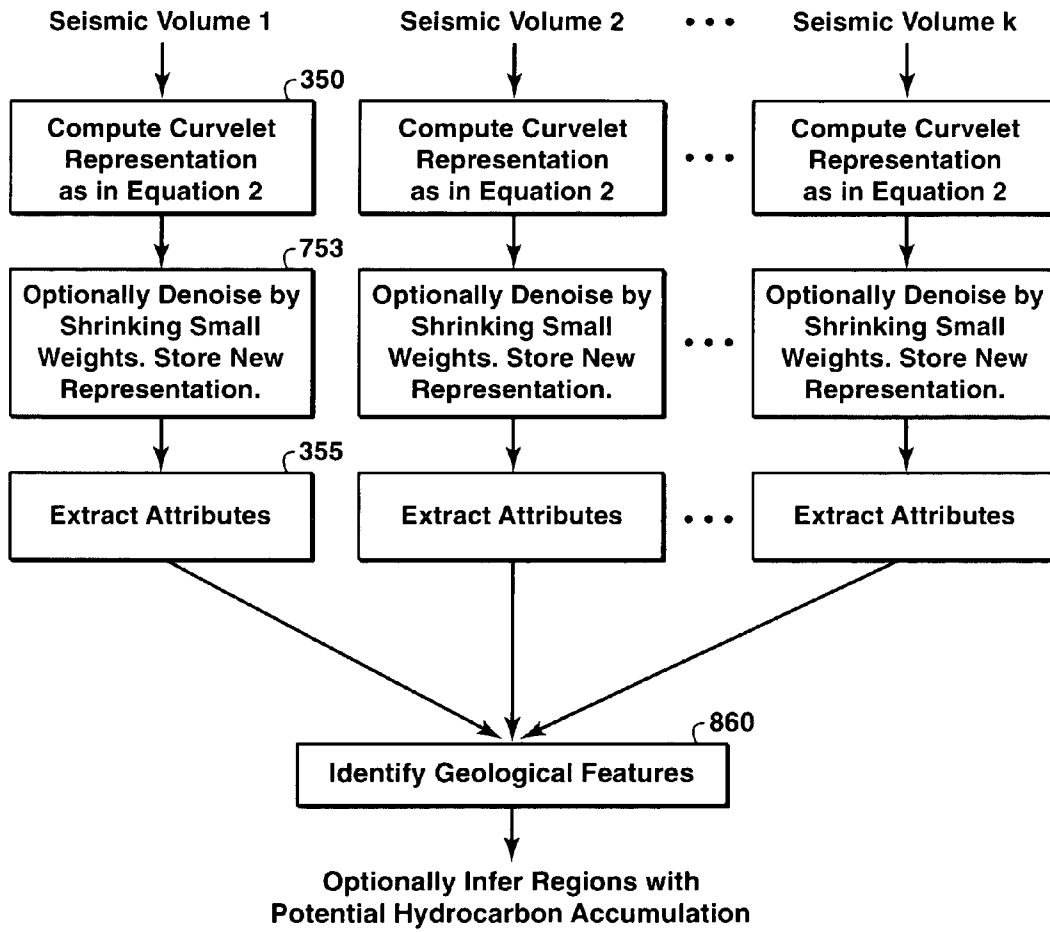 Seismic Volume 1
Seismic Volume 2
• • •
Seismic Volume k
350
Compute Curvelet
Representation
as in Equation 2
Compute Curvelet
Representation
as in Equation 2
• • •
Compute Curvelet
Representation
as in Equation 2
753
Optionally Denoise by
Shrinking Small
Weights. Store New
Representation.
Optionally Denoise by
Shrinking Small
Weights. Store New
Representation.
• • •
Optionally Denoise by
Shrinking Small
Weights. Store New
Representation.
355
Extract Attributes
Extract Attributes
• • •
Extract Attributes
860
Identify Geological Features
Optionally Infer Regions with
Potential Hydrocarbon Accumulation